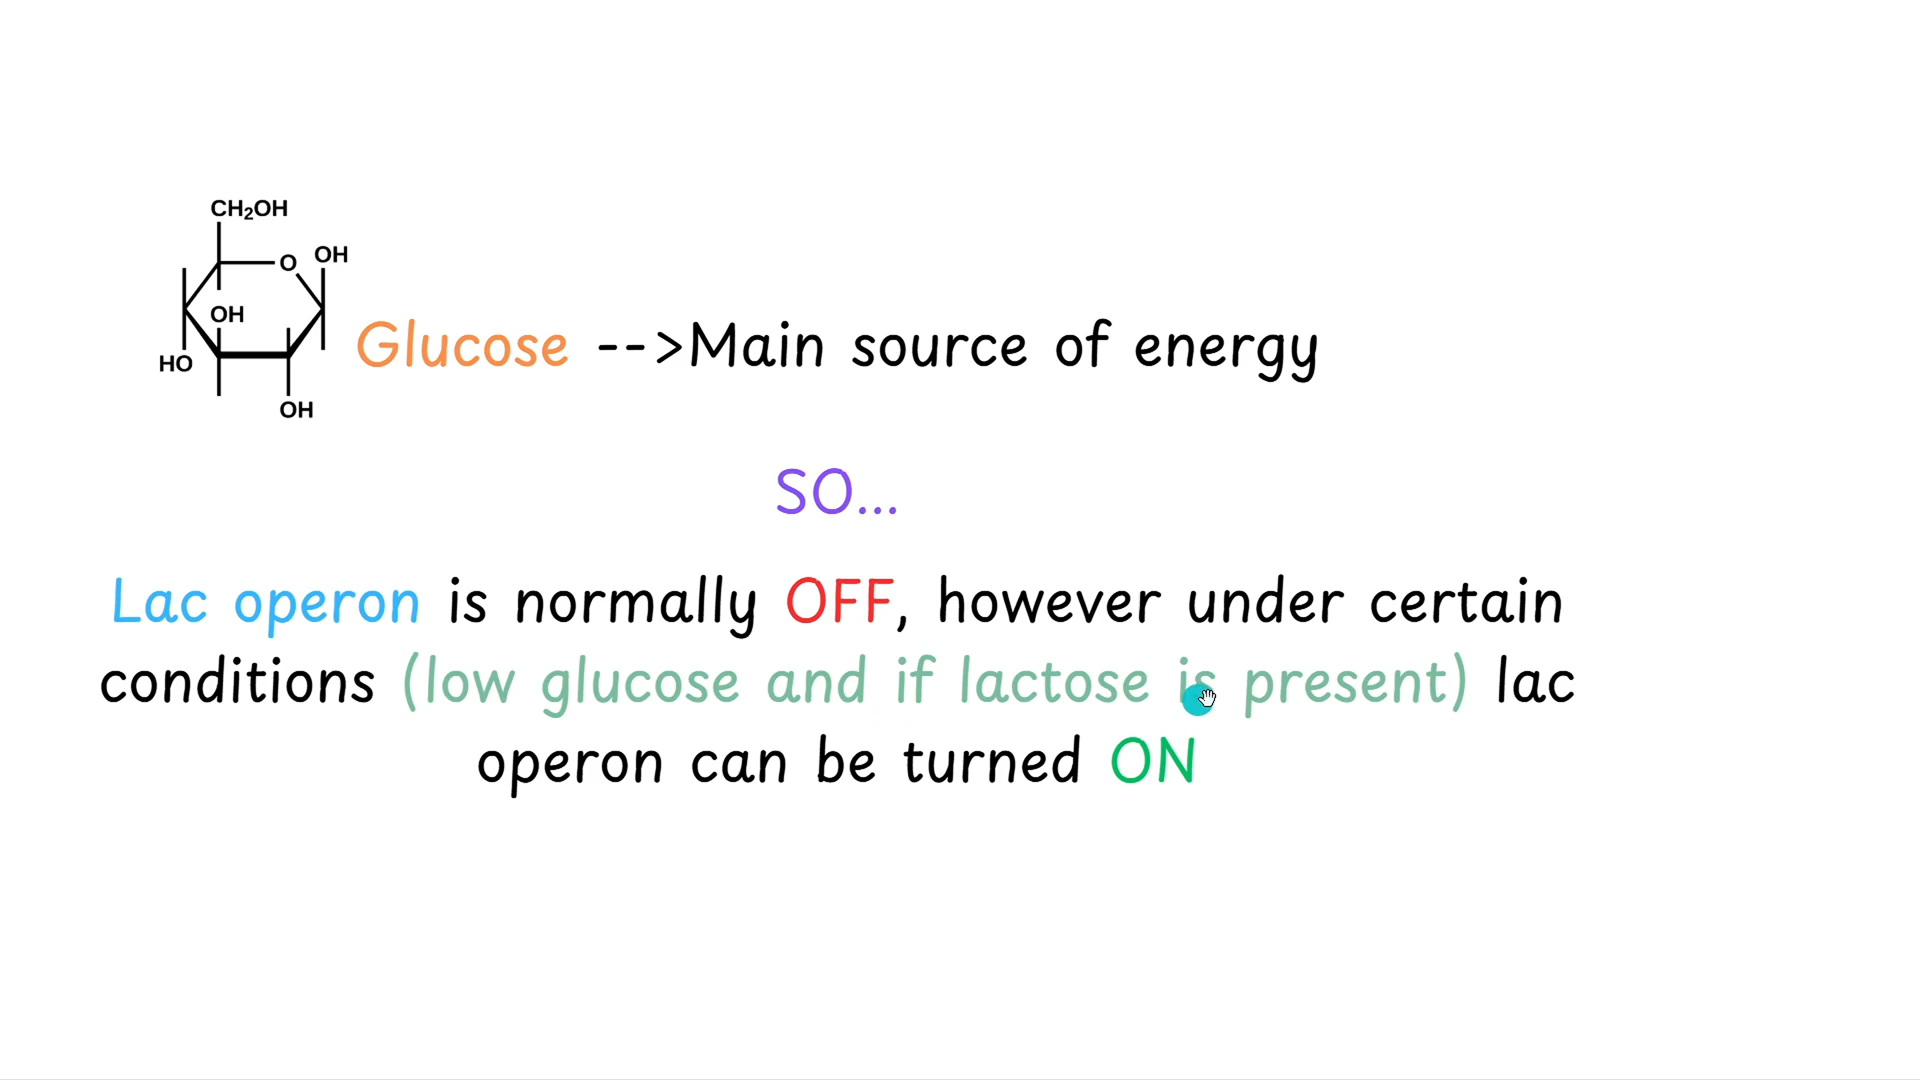 CH₂OH
O OH
OH
HO
OH
Glucose -->Main source of energy
SO...
Lac operon is normally OFF, however under certain
conditions (low glucose and if lactose is present) lac
operon can be turned ON